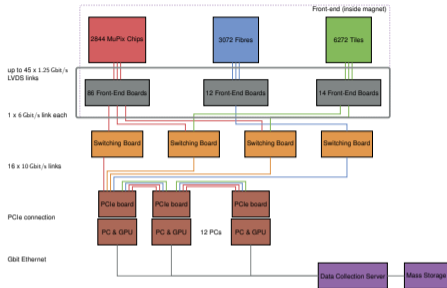 Front-end (inside magnet)
2844 MuPix Chips
3072 Fibres
6272 Tiles
up to 45 x 1.25 Gbit/s
LVDS links
86 Front-End Boards
12 Front-End Boards
14 Front-End Boards
1 x 6 Gbit/s link each
Switching Board
Switching Board
Switching Board
Switching Board
16 x 10 Gbit/s links
PCIe board
PCIe board
PCIe board
PCIe connection
PC & GPU
PC & GPU
12 PCs
PC & GPU
Gbit Ethernet
Data Collection Server
Mass Storage